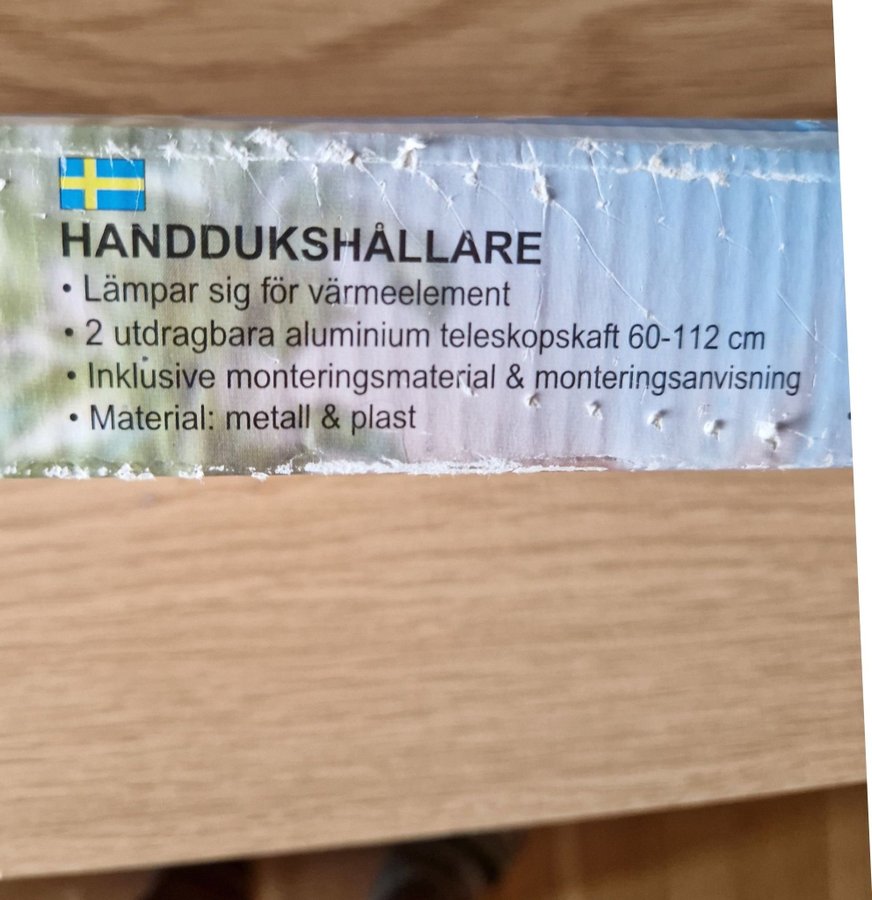 HANDDUKSHÅLLARE
• Lämpar sig för värmeelement
• 2 utdragbara aluminium teleskopskaft 60-112 cm
• Inklusive monteringsmaterial & monteringsanvisning
• Material: metall & plast